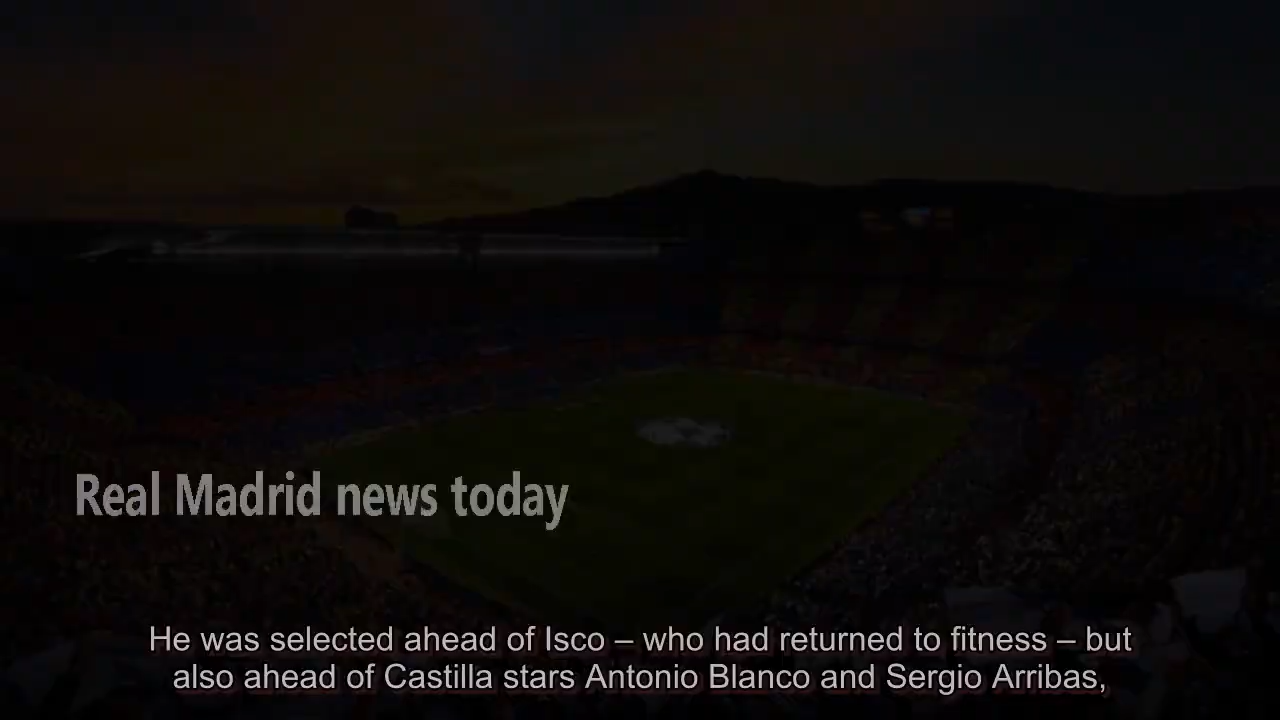 Real Madrid news today
He was selected ahead of Isco – who had returned to fitness – but
also ahead of Castilla stars Antonio Blanco and Sergio Arribas,